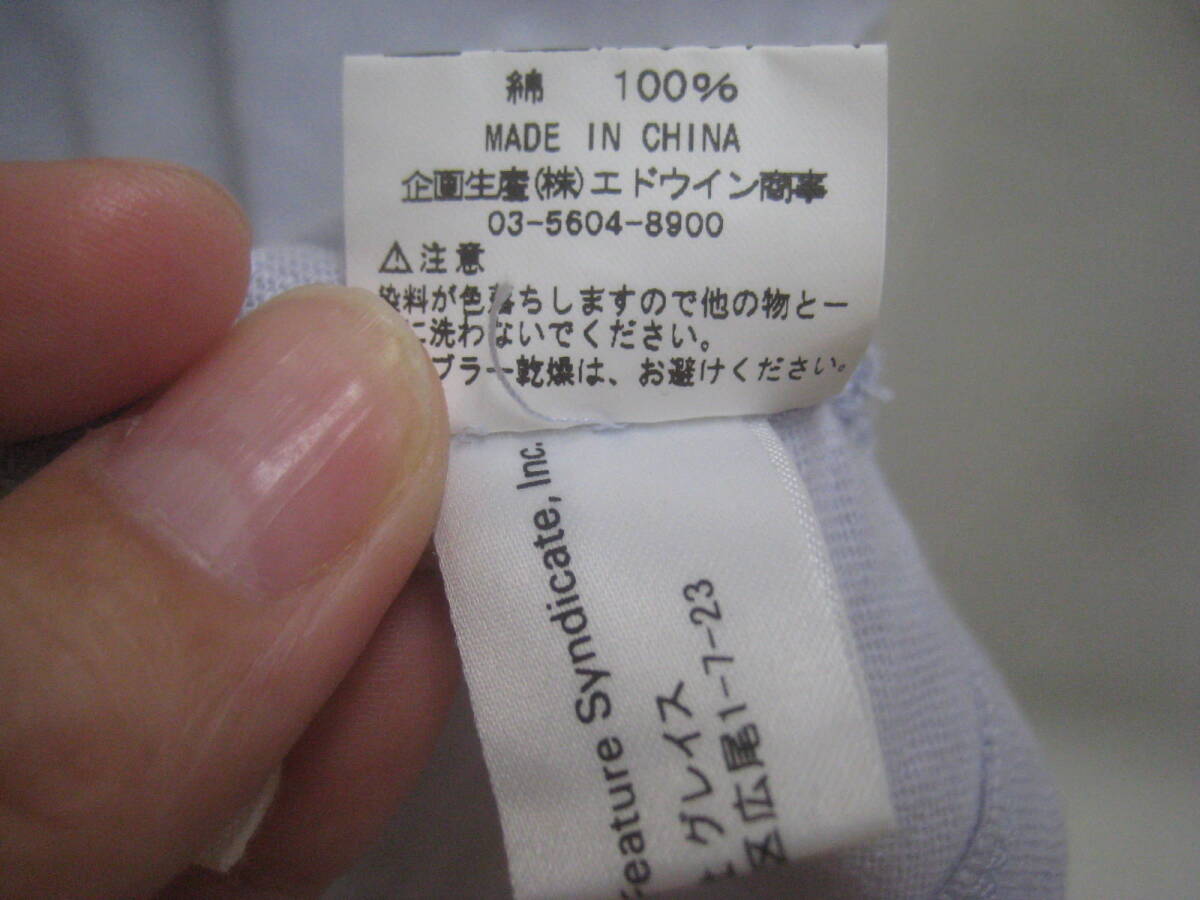 綿 100%
MADE IN CHINA
企画生産(株)エドウイン商事
03-5604-8900
⚠注意
染料が色落ちしますので他の物と一
に洗わないでください。
ブラー乾燥は、お避けください。
Feature Syndicate, Inc.
グレイス
区広尾1-7-23